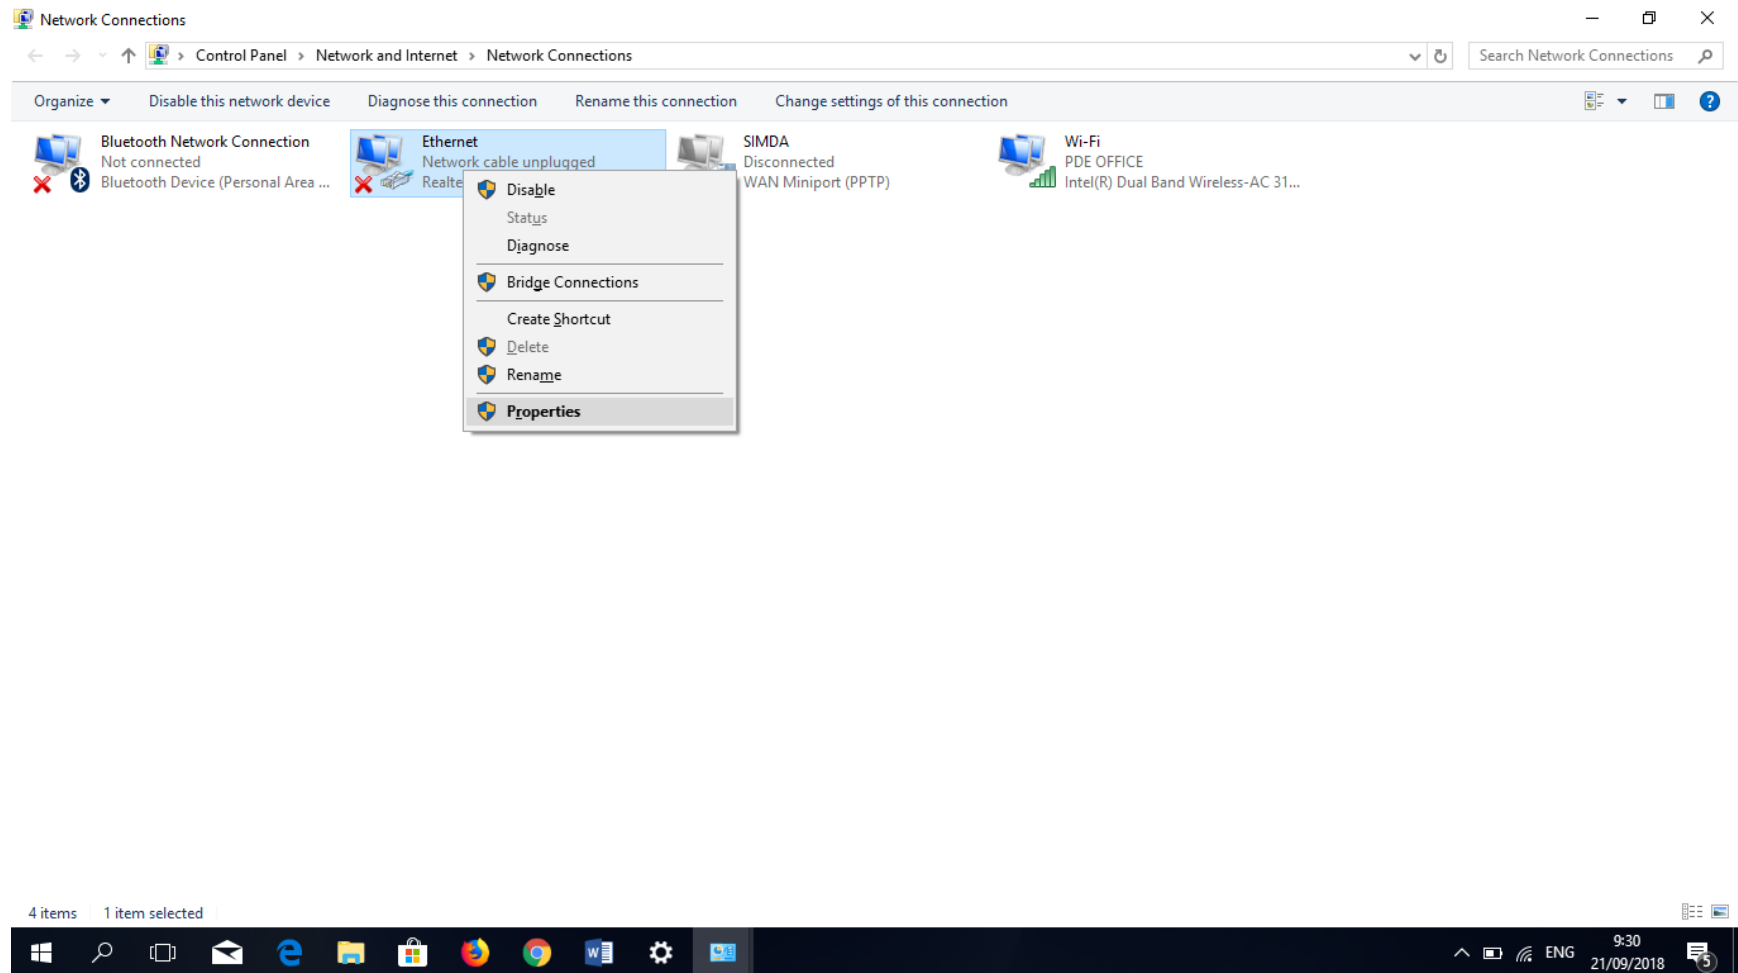 Network Connections
Control Panel > Network and Internet > Network Connections
Search Network Connections
Organize
Disable this network device
Diagnose this connection
Rename this connection
Change settings of this connection
Bluetooth Network Connection
Not connected
Bluetooth Device (Personal Area ...
Ethernet
Network cable unplugged
Realte
SIMDA
Disconnected
WAN Miniport (PPTP)
Wi-Fi
PDE OFFICE
Intel(R) Dual Band Wireless-AC 31...
Disable
Status
Diagnose
Bridge Connections
Create Shortcut
Delete
Rename
Properties
4 items
1 item selected
ENG
9:30
21/09/2018
5